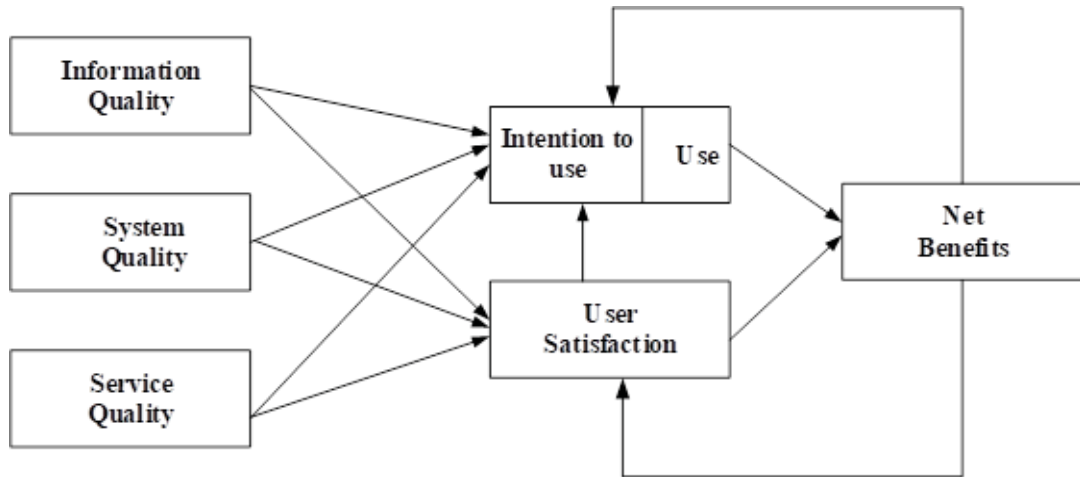 Information
Quality
System
Quality
Service
Quality
Intention to
use
Use
User
Satisfaction
Net
Benefits